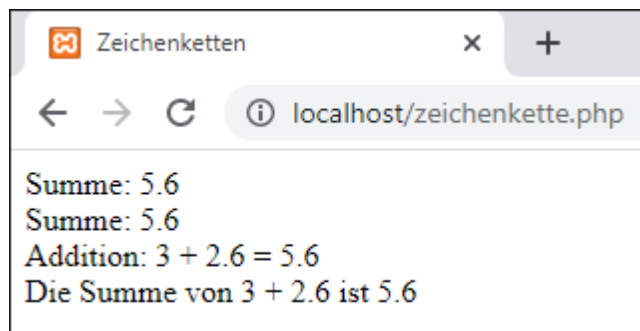 Zeichenketten
localhost/zeichenkette.php
Summe: 5.6
Summe: 5.6
Addition: 3 + 2.6 = 5.6
Die Summe von 3 + 2.6 ist 5.6